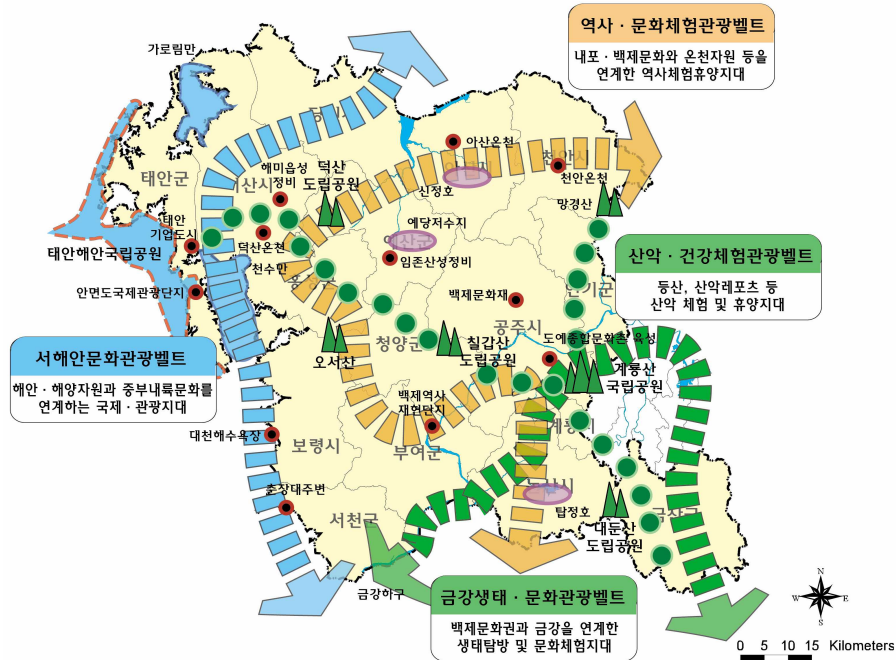 역사 · 문화체험관광벨트
내포 · 백제문화와 온천자원 등을
연계한 역사체험휴양지대
가로림만
아산온천
해미읍성
정비
덕산
도립공원
천안시
천안온천
태안군
신정호
망경산
태안
기업도시
예당저수지
덕산온천
태안해안국립공원
천수만
임존산성정비
산악 · 건강체험관광벨트
등산, 산악레포츠 등
산악 체험 및 휴양지대
안면도국제관광단지
백제문화재
연기군
공주시
도예종합문화촌 육성
서해안문화관광벨트
해안 · 해양자원과 중부내륙문화를
연계하는 국제 · 관광지대
오서산
청양군
칠갑산
도립공원
계룡산
국립공원
백제역사
재현단지
대천해수욕장
보령시
부여군
계룡시
춘장대주변
서천군
논산시
탑정호
금산군
대둔산
도립공원
금강하구
금강생태 · 문화관광벨트
백제문화권과 금강을 연계한
생태탐방 및 문화체험지대
N
W
E
S
0 5 10 15 Kilometers